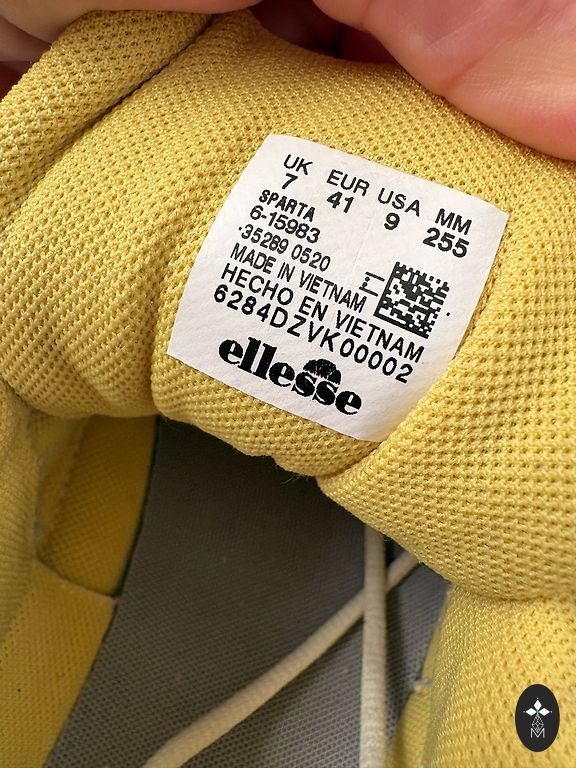 UK EUR USA MM
7 41 9 255
SPARTA
6-15983
35289 0520
MADE IN VIETNAM
HECHO EN VIETNAM
6284DZVK00002
ellesse